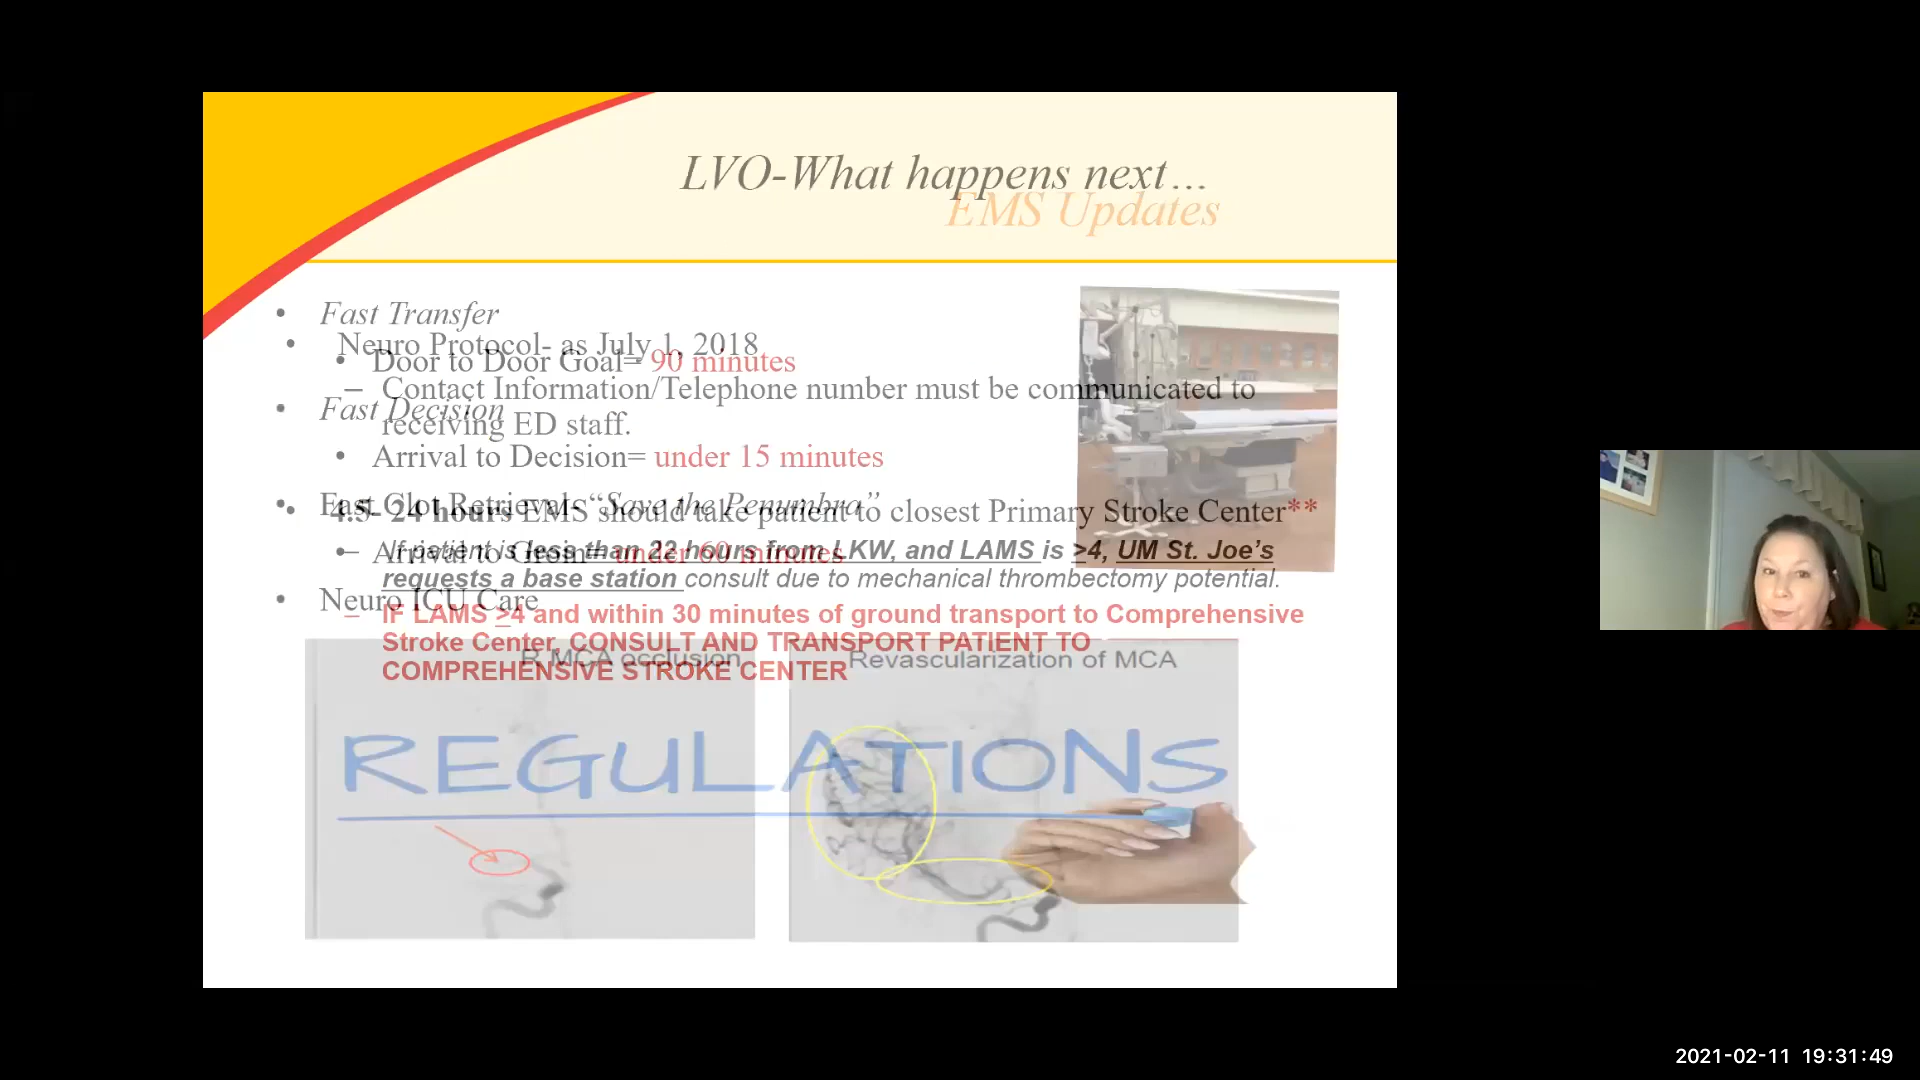 LVO-What happens next…
EMS Updates
• Fast Transfer
• Neuro Protocol- as July 1, 2018
• Door to Door Goal= 90 minutes
– Contact Information/Telephone number must be communicated to
• Fast Decision
receiving ED staff.
• Arrival to Decision= under 15 minutes
• Fast Clot Retrieval- “Save the Penumbra”
• 4.5- 24 hours EMS should take patient to closest Primary Stroke Center**
• Arrival to Groin= under 60 minutes
– If patient is less than 22 hours from LKW, and LAMS is >4, UM St. Joe’s
requests a base station consult due to mechanical thrombectomy potential.
• Neuro ICU Care
– IF LAMS >4 and within 30 minutes of ground transport to Comprehensive
Stroke Center, CONSULT AND TRANSPORT PATIENT TO
R MCA occlusion
Revascularization of MCA
COMPREHENSIVE STROKE CENTER
REGULATIONS
2021-02-11 19:31:49